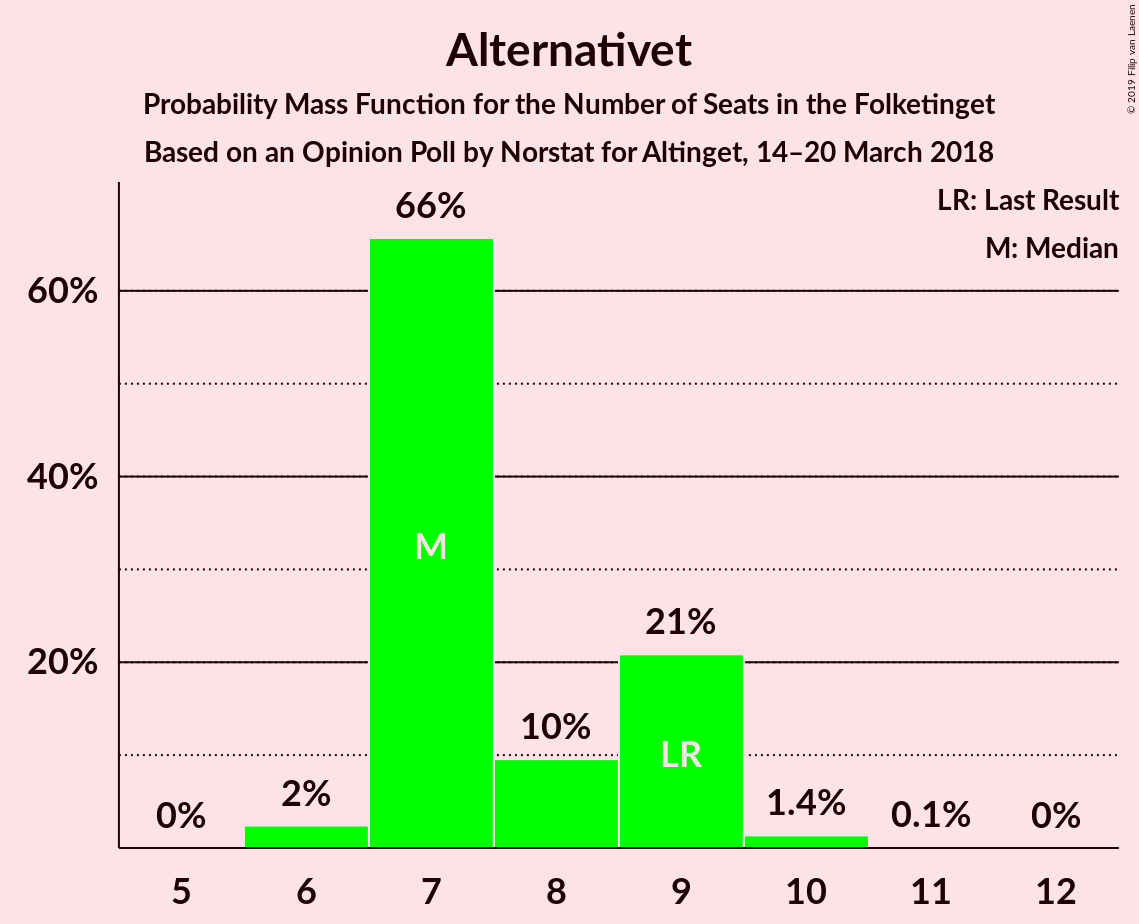 Alternativet
Probability Mass Function for the Number of Seats in the Folketinget
Based on an Opinion Poll by Norstat for Altinget, 14–20 March 2018
© 2019 Filip van Laenen
LR: Last Result
M: Median
60%
40%
20%
0%
2%
66%
10%
21%
1.4%
0.1%
0%
M
LR
5 6 7 8 9 10 11 12